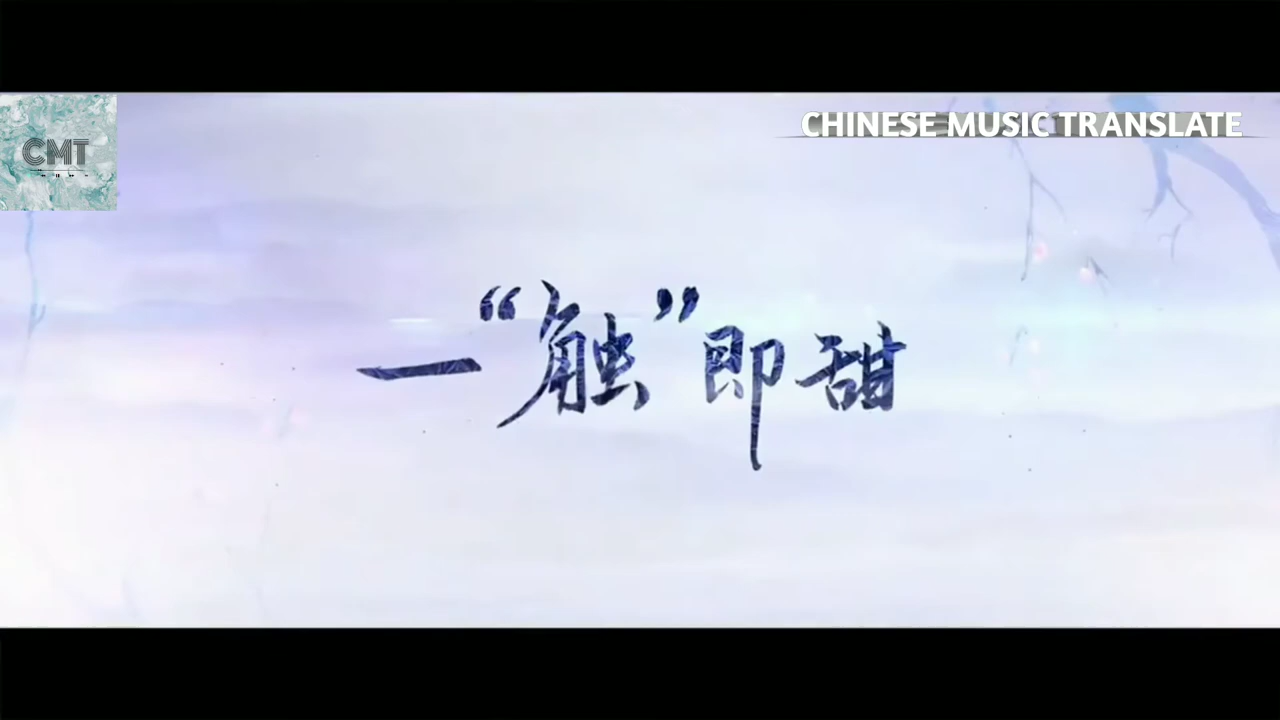 CHINESE MUSIC TRANSLATE
CMT
一“触”即甜